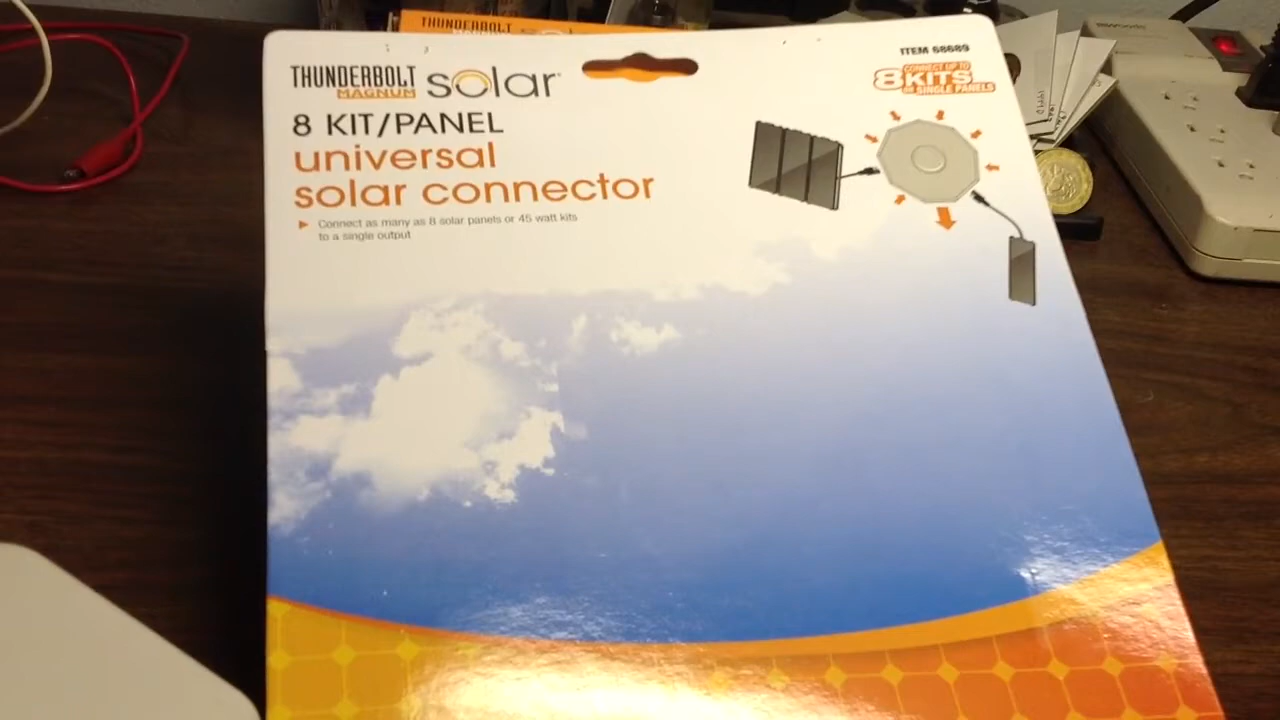 THUNDERBOLT
THUNDERBOLT
MAGNUM
solar
8 KIT/PANEL
universal
solar connector
Connect as many as 8 solar panels or 45 watt kits
to a single output
ITEM 68689
CONNECT UP TO
8 KITS
OR SINGLE PANELS